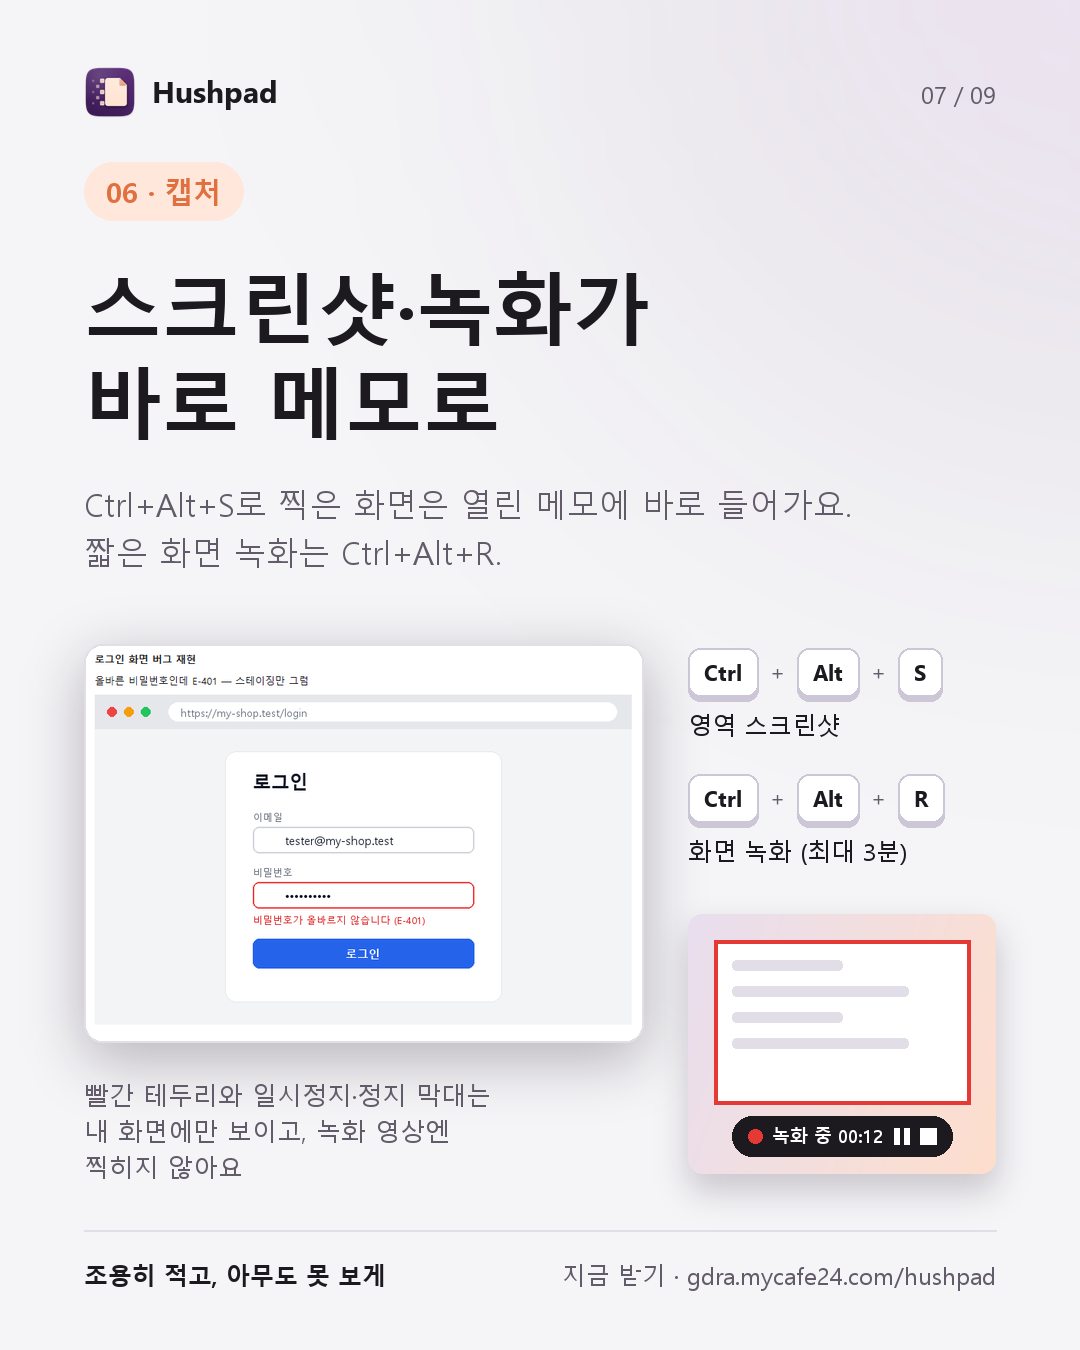 Hushpad
07 / 09
06 · 캡처
스크린샷·녹화가
바로 메모로
Ctrl+Alt+S로 찍은 화면은 열린 메모에 바로 들어가요.
짧은 화면 녹화는 Ctrl+Alt+R.
로그인 화면 버그 재현
올바른 비밀번호인데 E-401 — 스테이징만 그럼
https://my-shop.test/login
로그인
이메일
tester@my-shop.test
비밀번호
••••••••••
비밀번호가 올바르지 않습니다 (E-401)
로그인
Ctrl + Alt + S
영역 스크린샷
Ctrl + Alt + R
화면 녹화 (최대 3분)
녹화 중 00:12
빨간 테두리와 일시정지·정지 막대는
내 화면에만 보이고, 녹화 영상엔
찍히지 않아요
조용히 적고, 아무도 못 보게
지금 받기 · gdra.mycafe24.com/hushpad